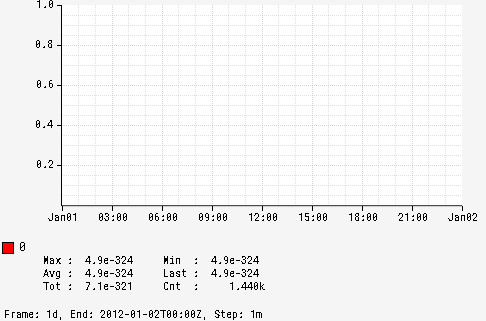 1.0
0.8
0.6
0.4
0.2
Jan01 03:00 06:00 09:00 12:00 15:00 18:00 21:00 Jan02
0
Max : 4.9e-324 Min : 4.9e-324
Avg : 4.9e-324 Last : 4.9e-324
Tot : 7.1e-321 Cnt : 1.440k
Frame: 1d, End: 2012-01-02T00:00Z, Step: 1m